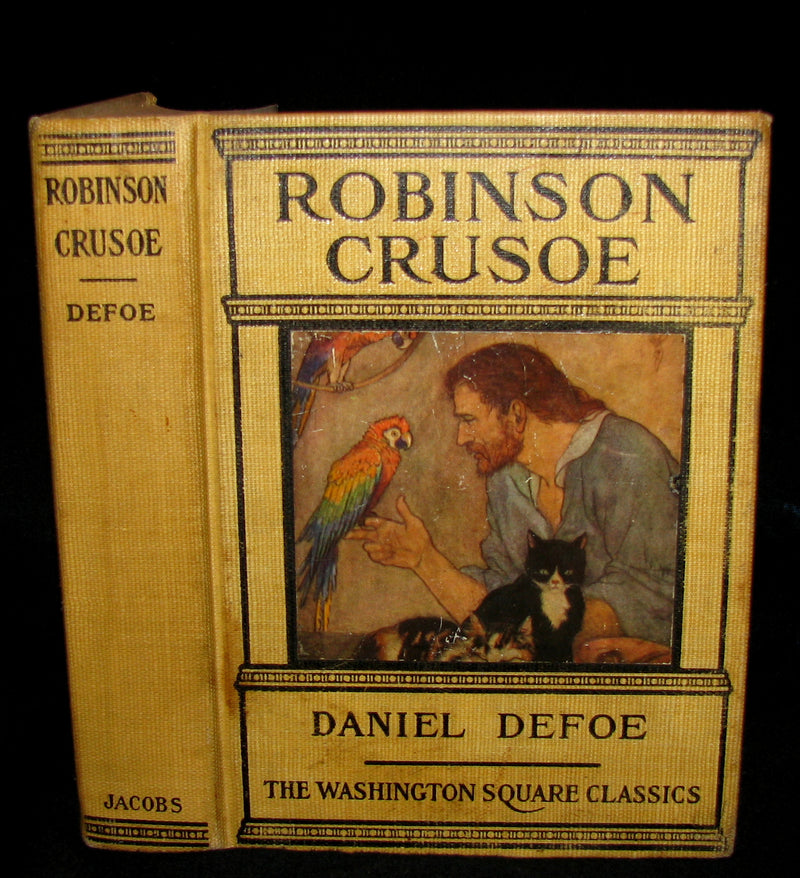 ROBINSON
CRUSOE
DEFOE
JACOBS
ROBINSON
CRUSOE
DANIEL DEFOE
THE WASHINGTON SQUARE CLASSICS